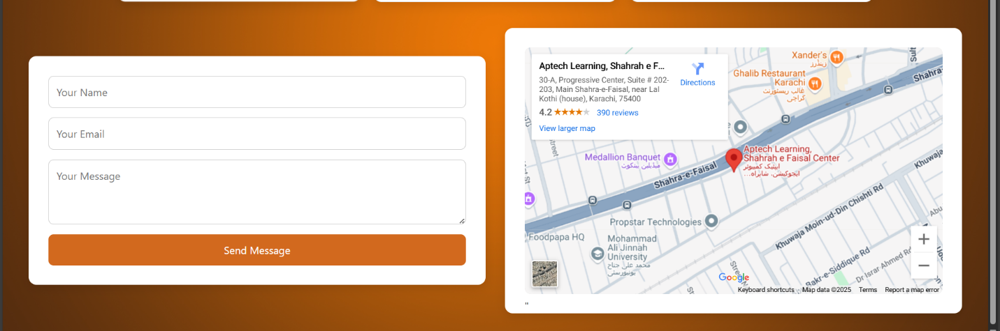 Your Name
Your Email
Your Message
Send Message
Aptech Learning, Shahrah e F...
Directions
30-A, Progressive Center, Suite # 202-
203, Main Shahra-e-Faisal, near Lal
Kothi (house), Karachi, 75400
4.2
390 reviews
View larger map
Xander's
زینڈرز
Ghalib Restaurant
Karachi
غالب ریسٹورنٹ
کراچی
Shahra-
Medallion Banquet
Aptech Learning,
Shahrah e Faisal Center
اپٹیک کمپیوٹر
ایجوکیشن، شاہراہ...
Shahra-e-Faisal
Khuwaja
Street
Propstar Technologies
Khuwaja Moin-ud-Din Chishti Rd
Foodpapa HQ
Mohammad
Ali Jinnah
University
محمد علی جناح
یونیورسٹی
Abu
Bakr-e-Siddique Rd
Dr Israr Ahmed Rd
Street
Google
Keyboard shortcuts
Map data ©2025
Terms
Report a map error
"